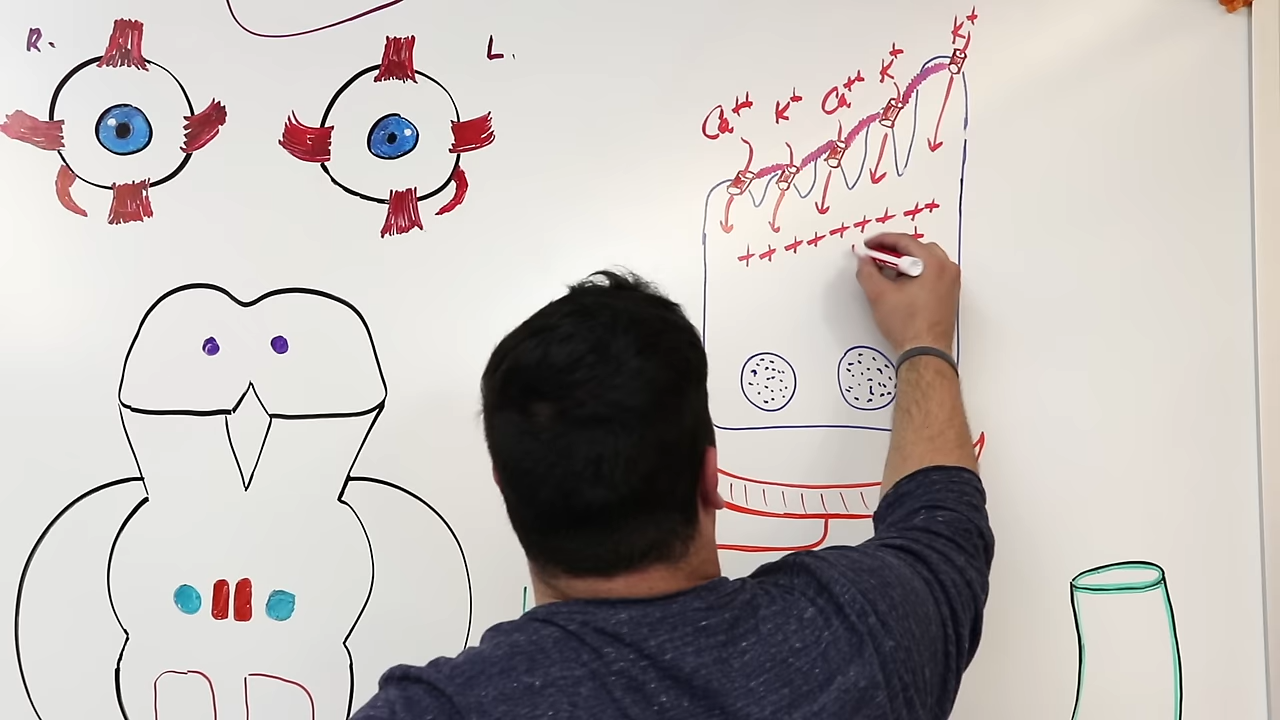 R.
L.
Ca⁺⁺ K⁺ Ca⁺⁺ K⁺ K⁺
+ + + + + + + + +
+